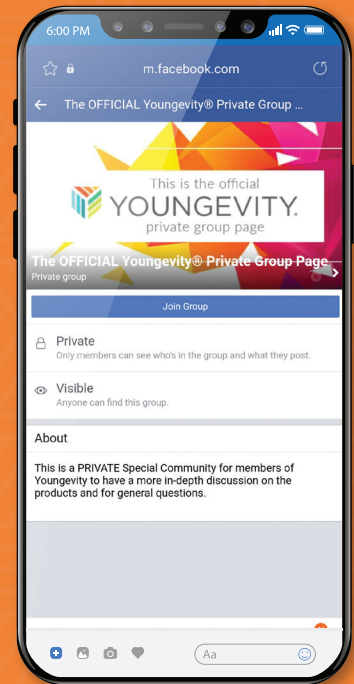 6:00 PM
m.facebook.com
The OFFICIAL Youngevity® Private Group ...
This is the official
YOUNGEVITY.
private group page
The OFFICIAL Youngevity® Private Group Page
Private group
Join Group
Private
Only members can see who's in the group and what they post.
Visible
Anyone can find this group.
About
This is a PRIVATE Special Community for members of
Youngevity to have a more in-depth discussion on the
products and for general questions.
Aa